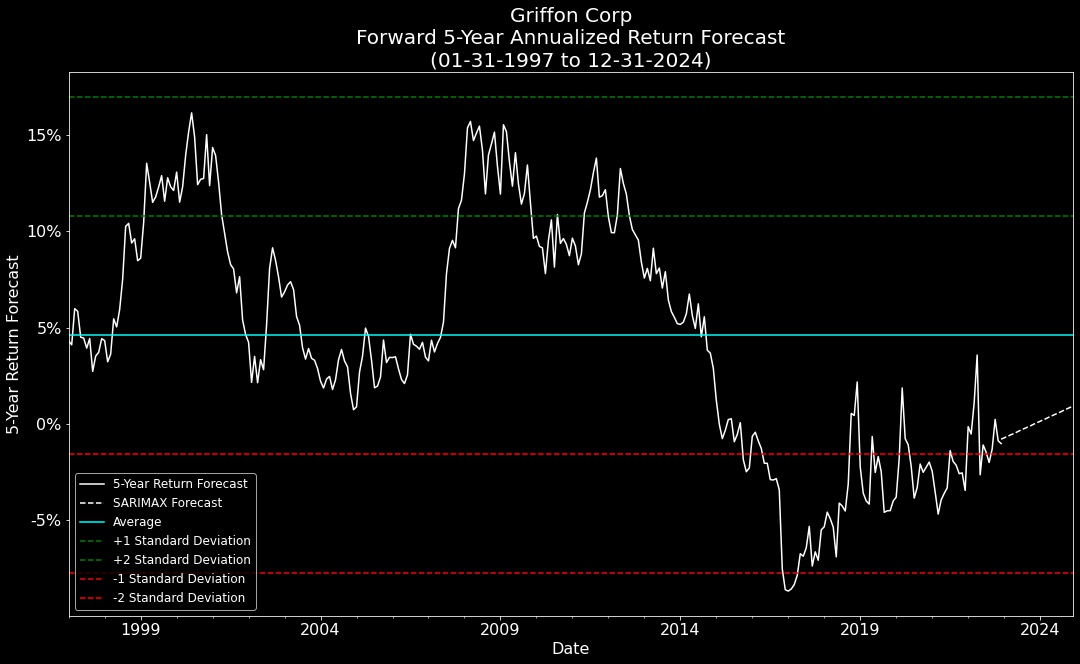 Griffon Corp
Forward 5-Year Annualized Return Forecast
(01-31-1997 to 12-31-2024)
5-Year Return Forecast
15%
10%
5%
0%
-5%
5-Year Return Forecast
SARIMAX Forecast
Average
+1 Standard Deviation
+2 Standard Deviation
-1 Standard Deviation
-2 Standard Deviation
1999
2004
2009
2014
2019
2024
Date